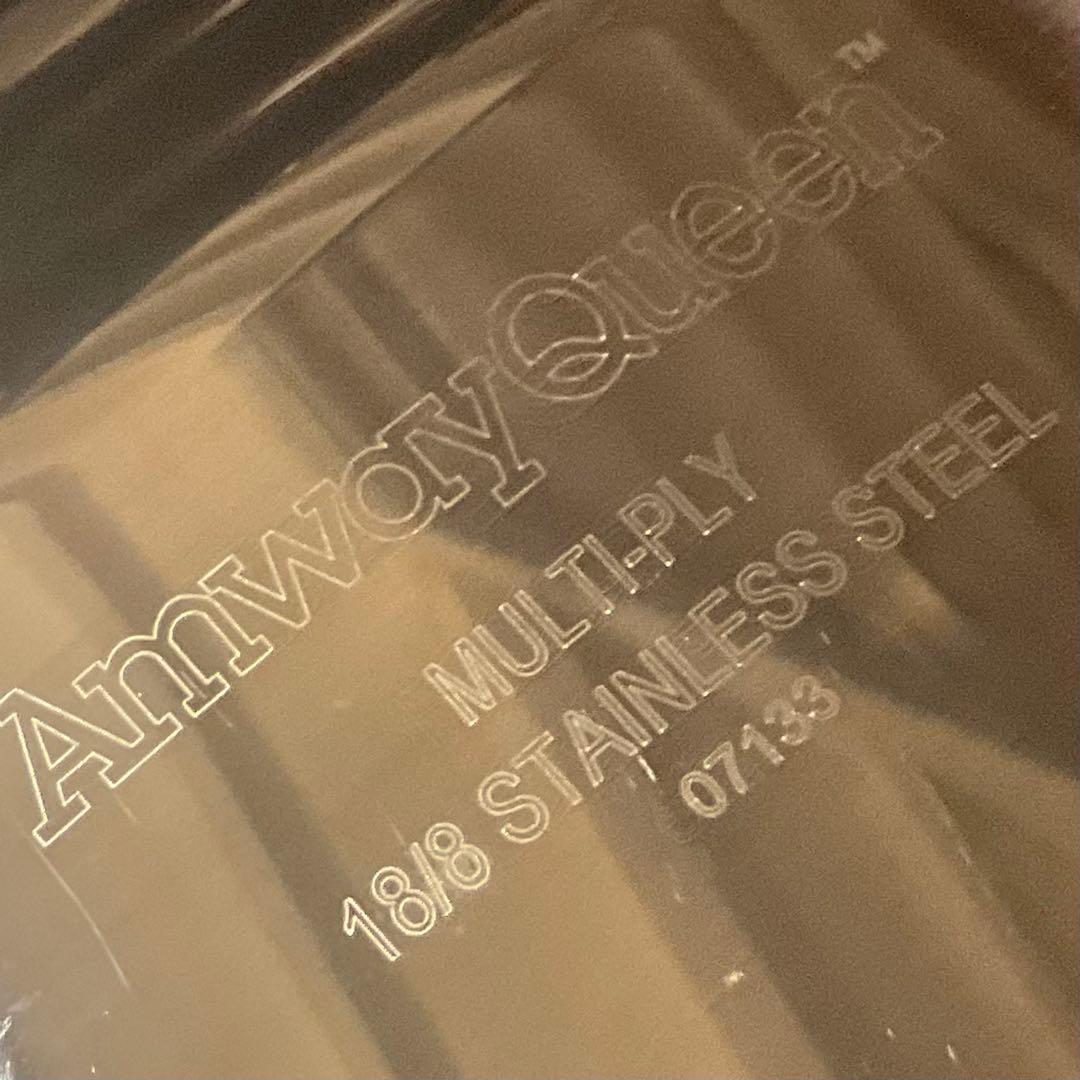 AmwayQueen™
MULTI-PLY
18/8 STAINLESS STEEL
07133